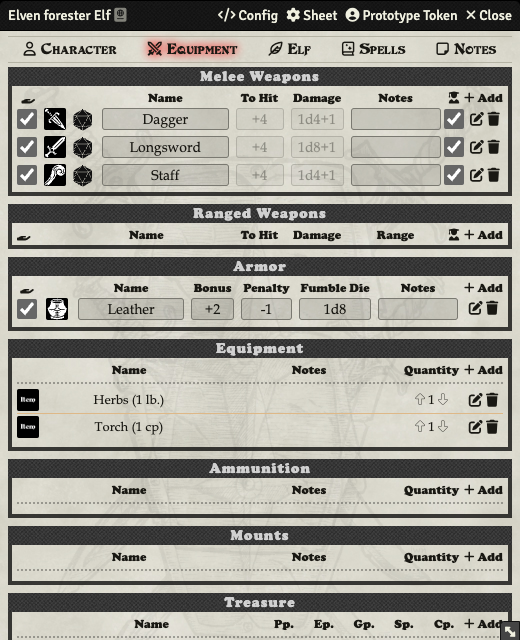 Elven forester Elf Config Sheet Prototype Token Close
Character Equipment Elf Spells Notes
Melee Weapons
Name To Hit Damage Notes + Add
Dagger +4 1d4+1
Longsword +4 1d8+1
Staff +4 1d4+1
Ranged Weapons
Name To Hit Damage Range + Add
Armor
Name Bonus Penalty Fumble Die Notes + Add
Leather +2 -1 1d8
Equipment
Name Notes Quantity + Add
Item Herbs (1 lb.) 1
Item Torch (1 cp) 1
Ammunition
Name Notes Quantity + Add
Mounts
Name Notes Quantity + Add
Treasure
Name Pp. Ep. Gp. Sp. Cp. + Add